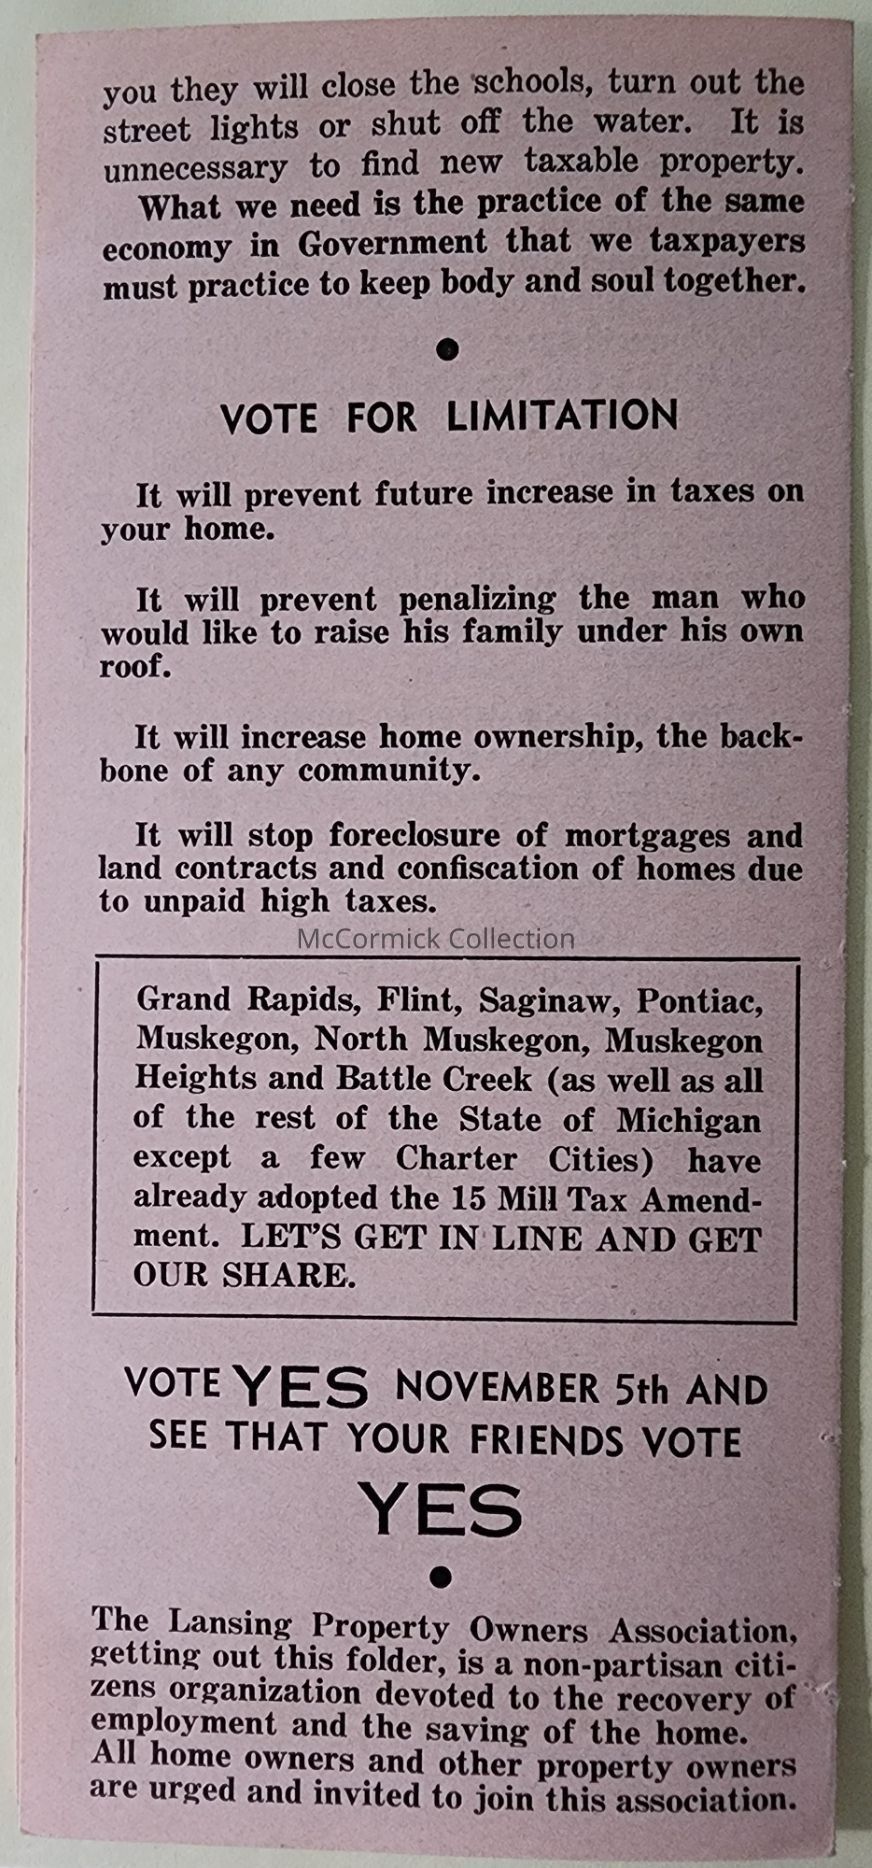 you they will close the schools, turn out the
street lights or shut off the water. It is
unnecessary to find new taxable property.
What we need is the practice of the same
economy in Government that we taxpayers
must practice to keep body and soul together.
VOTE FOR LIMITATION
It will prevent future increase in taxes on
your home.
It will prevent penalizing the man who
would like to raise his family under his own
roof.
It will increase home ownership, the back-
bone of any community.
It will stop foreclosure of mortgages and
land contracts and confiscation of homes due
to unpaid high taxes.
McCormick Collection
Grand Rapids, Flint, Saginaw, Pontiac,
Muskegon, North Muskegon, Muskegon
Heights and Battle Creek (as well as all
of the rest of the State of Michigan
except a few Charter Cities) have
already adopted the 15 Mill Tax Amend-
ment. LET'S GET IN LINE AND GET
OUR SHARE.
VOTE YES NOVEMBER 5th AND
SEE THAT YOUR FRIENDS VOTE
YES
The Lansing Property Owners Association,
getting out this folder, is a non-partisan citi-
zens organization devoted to the recovery of
employment and the saving of the home.
All home owners and other property owners
are urged and invited to join this association.